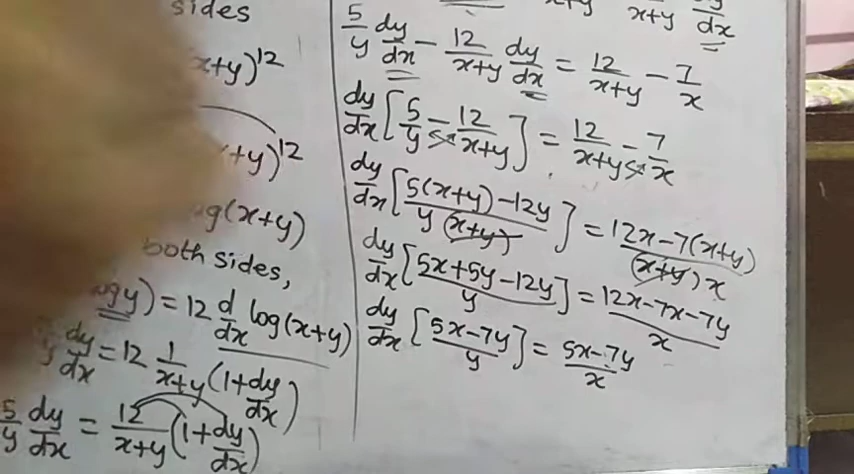 sides
x+y)^12
+y)^12
g(x+y)
both sides,
log y) = 12 d/dx log(x+y)
dy/dx = 12 1/(x+y) (1+dy/dx)
5/y dy/dx = 12/(x+y) (1+dy/dx)
x+y x+y dy/dx
5/y dy/dx - 12/(x+y) dy/dx = 12/(x+y) - 7/x
dy/dx [5/y - 12/(x+y)] = 12/(x+y) - 7/x
dy/dx [(5(x+y)-12y)/(y(x+y))] = (12x-7(x+y))/((x+y)x)
dy/dx [(5x+5y-12y)/y] = (12x-7x-7y)/x
dy/dx [(5x-7y)/y] = (5x-7y)/x